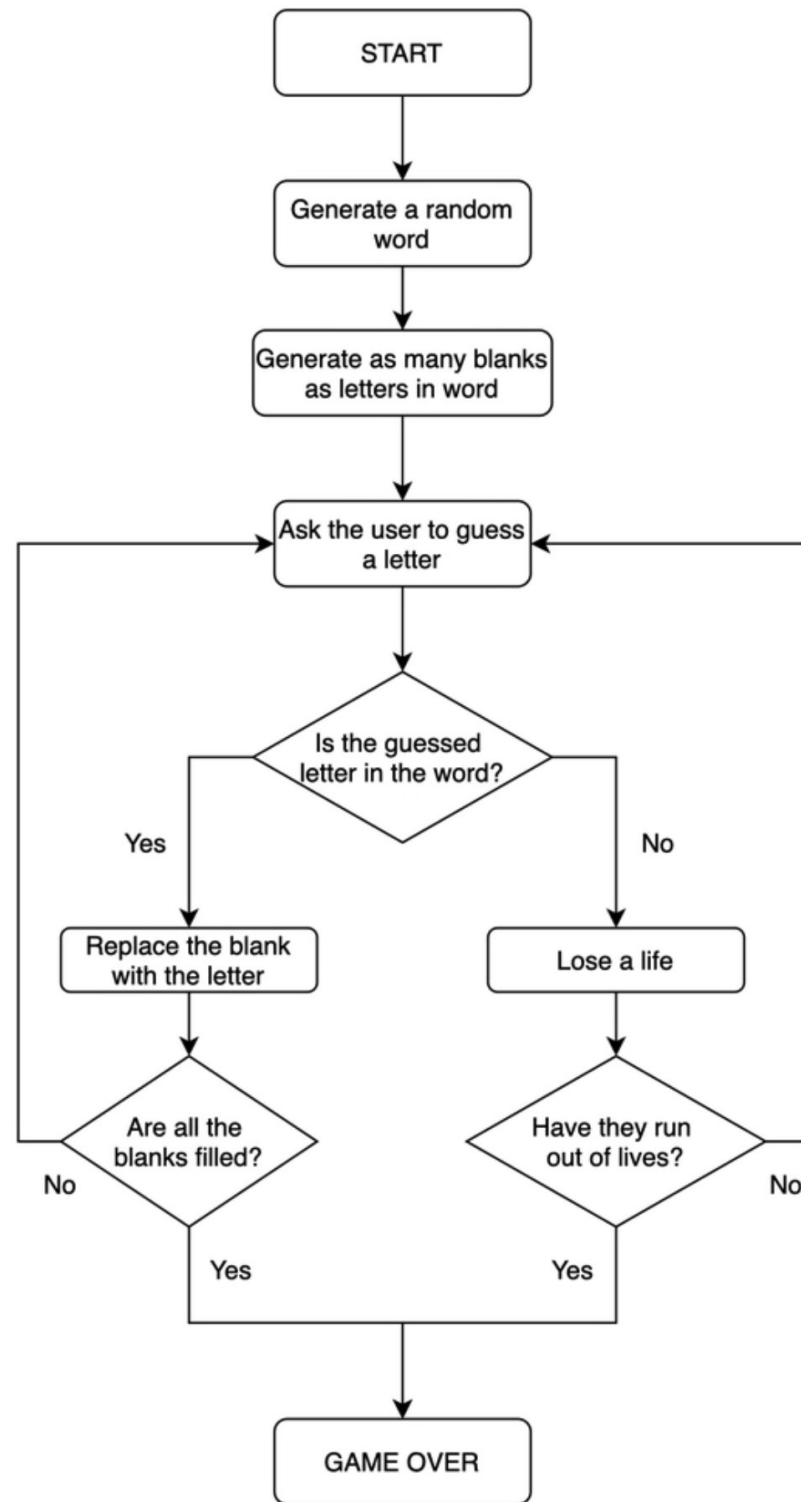 START
Generate a random
word
Generate as many blanks
as letters in word
Ask the user to guess
a letter
Is the guessed
letter in the word?
Yes
No
Replace the blank
with the letter
Lose a life
Are all the
blanks filled?
Have they run
out of lives?
No
No
Yes
Yes
GAME OVER